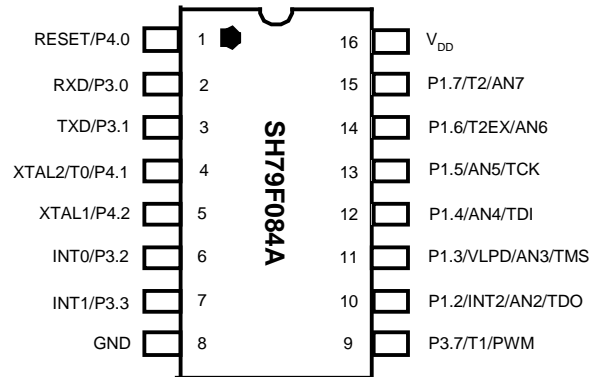 RESET/P4.0 1 16 VDD
RXD/P3.0 2 15 P1.7/T2/AN7
TXD/P3.1 3 14 P1.6/T2EX/AN6
XTAL2/T0/P4.1 4 13 P1.5/AN5/TCK
XTAL1/P4.2 5 12 P1.4/AN4/TDI
INT0/P3.2 6 11 P1.3/VLPD/AN3/TMS
INT1/P3.3 7 10 P1.2/INT2/AN2/TDO
GND 8 9 P3.7/T1/PWM
SH79F084A